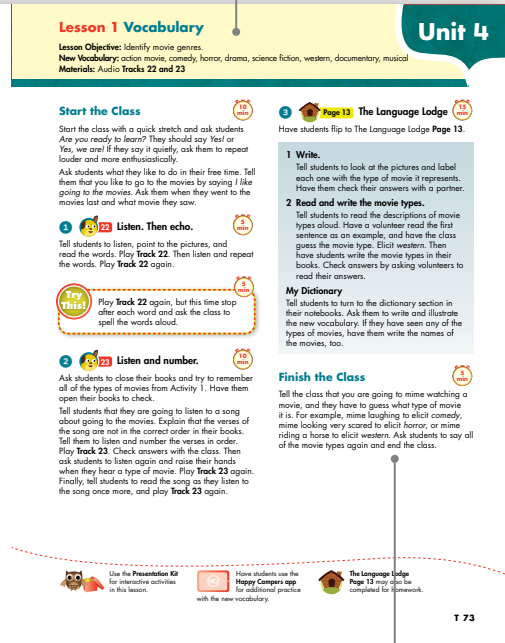 Lesson 1 Vocabulary
Unit 4
Lesson Objective: Identify movie genres.
New Vocabulary: action movie, comedy, horror, drama, science fiction, western, documentary, musical
Materials: Audio Tracks 22 and 23
Start the Class
10 min
Start the class with a quick stretch and ask students
Are you ready to learn? They should say Yes! or
Yes, we are! If they say it quietly, ask them to repeat
louder and more enthusiastically.
Ask students what they like to do in their free time. Tell
them that you like to go to the movies by saying I like
going to the movies. Ask them when they went to the
movies last and what movie they saw.
1 22 Listen. Then echo.
5 min
Tell students to listen, point to the pictures, and
read the words. Play Track 22. Then listen and repeat
the words. Play Track 22 again.
5 min
Try This!
Play Track 22 again, but this time stop
after each word and ask the class to
spell the words aloud.
2 23 Listen and number.
10 min
Ask students to close their books and try to remember
all of the types of movies from Activity 1. Have them
open their books to check.
Tell students that they are going to listen to a song
about going to the movies. Explain that the verses of
the song are not in the correct order in their books.
Tell them to listen and number the verses in order.
Play Track 23. Check answers with the class. Then
ask students to listen again and raise their hands
when they hear a type of movie. Play Track 23 again.
Finally, tell students to read the song as they listen to
the song once more, and play Track 23 again.
3 Page 13 The Language Lodge
15 min
Have students flip to The Language Lodge Page 13.
1 Write.
Tell students to look at the pictures and label
each one with the type of movie it represents.
Have them check their answers with a partner.
2 Read and write the movie types.
Tell students to read the descriptions of movie
types aloud. Have a volunteer read the first
sentence as an example, and have the class
guess the movie type. Elicit western. Then
have students write the movie types in their
books. Check answers by asking volunteers to
read their answers.
My Dictionary
Tell students to turn to the dictionary section in
their notebooks. Ask them to write and illustrate
the new vocabulary. If they have seen any of the
types of movies, have them write the names of
the movies, too.
Finish the Class
5 min
Tell the class that you are going to mime watching a
movie, and they have to guess what type of movie
it is. For example, mime laughing to elicit comedy,
mime looking very scared to elicit horror, or mime
riding a horse to elicit western. Ask students to say all
of the movie types again and end the class.
Use the Presentation Kit
for interactive activities
in this lesson.
HC
Have students use the
Happy Campers app
for additional practice
with the new vocabulary.
The Language Lodge
Page 13 may also be
completed for homework.
T 73